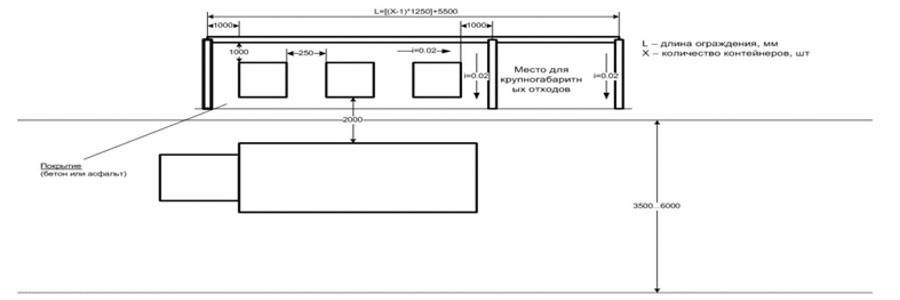 L=[(X-1)*1250]+5500
1000
1000
L – длина ограждения, мм
X – количество контейнеров, шт
1000
250
i=0.02
i=0.02
Место для
крупногабаритн
ых отходов
i=0.02
2000
Покрытие
(бетон или асфальт)
3500...6000